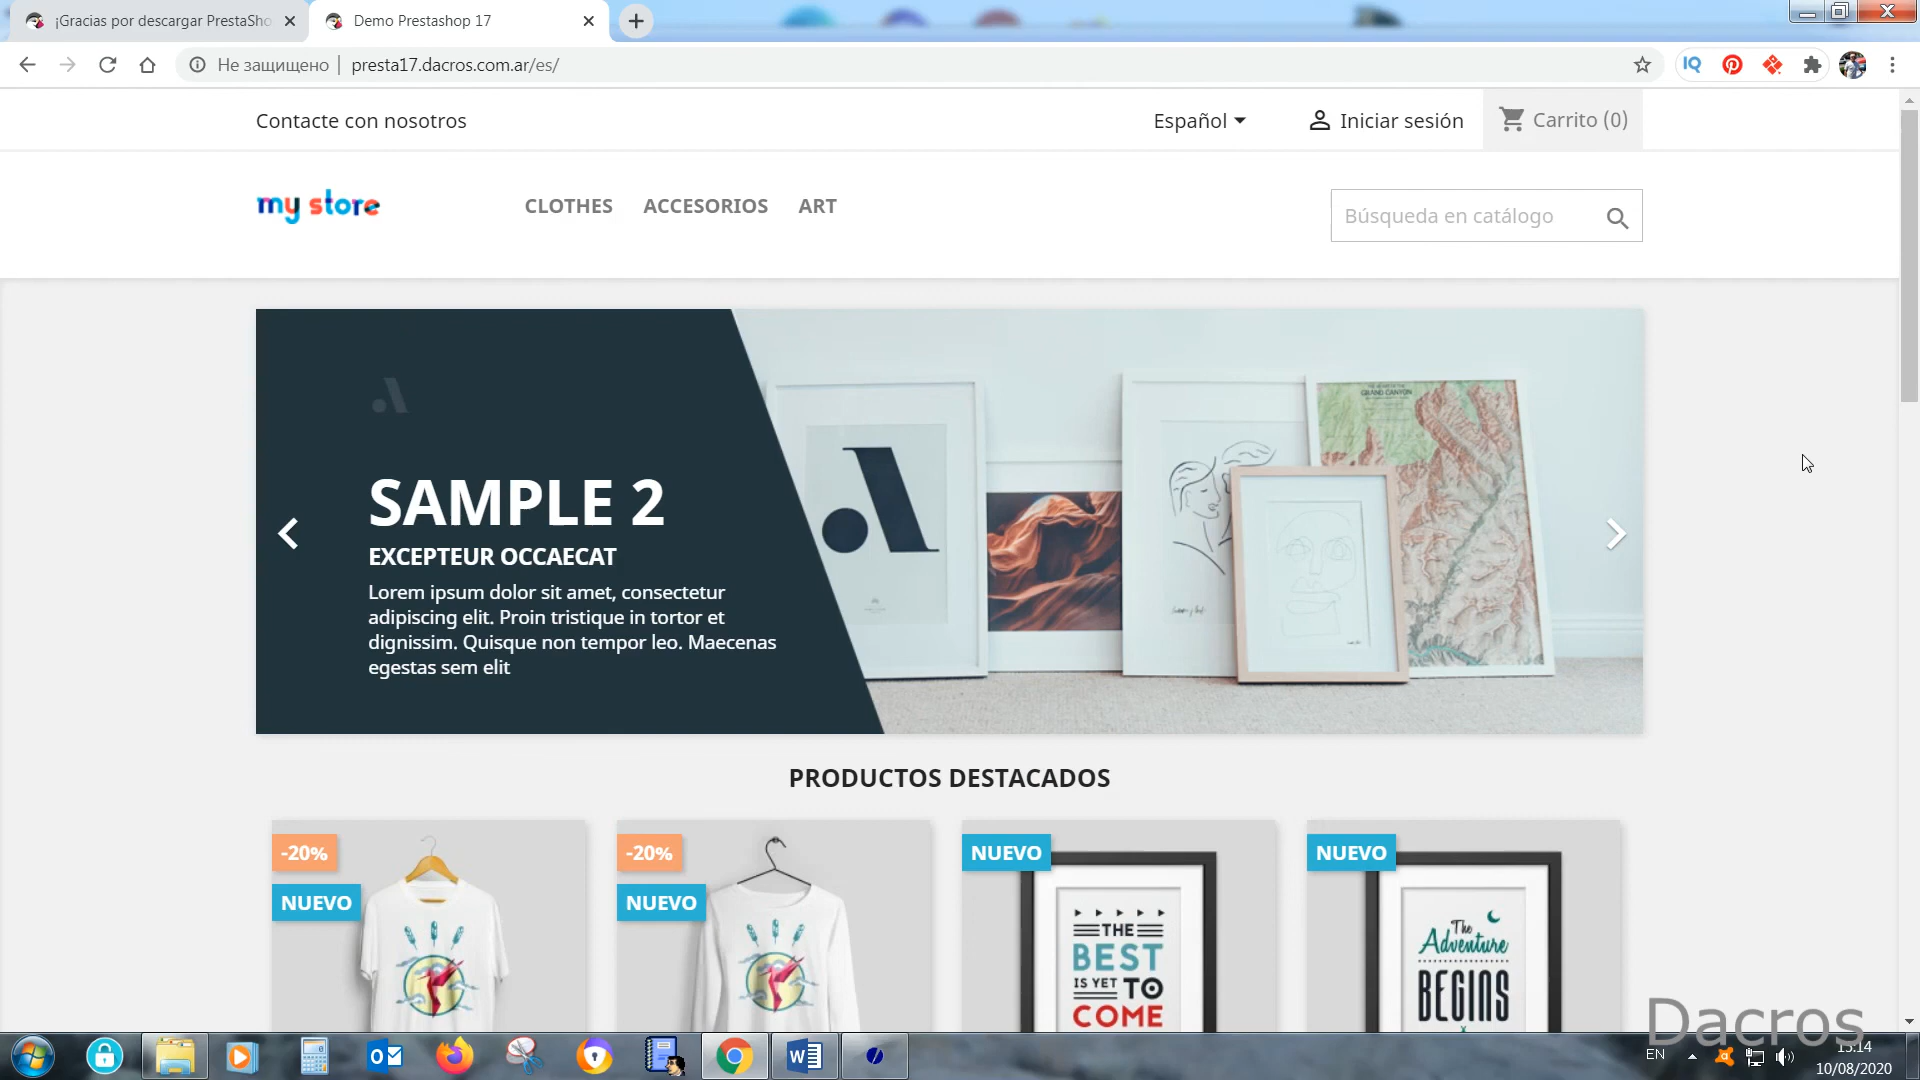 ¡Gracias por descargar PrestaSho
Demo Prestashop 17
Не защищено
presta17.dacros.com.ar/es/
Contacte con nosotros
Español
Iniciar sesión
Carrito (0)
my store
CLOTHES
ACCESORIOS
ART
Búsqueda en catálogo
GRAND CANYON
SAMPLE 2
EXCEPTEUR OCCAECAT
Lorem ipsum dolor sit amet, consectetur
adipiscing elit. Proin tristique in tortor et
dignissim. Quisque non tempor leo. Maecenas
egestas sem elit
PRODUCTOS DESTACADOS
-20%
NUEVO
-20%
NUEVO
NUEVO
THE
BEST
IS YET TO
COME
NUEVO
The
Adventure
BEGINS
Dacros
EN
10/08/2020